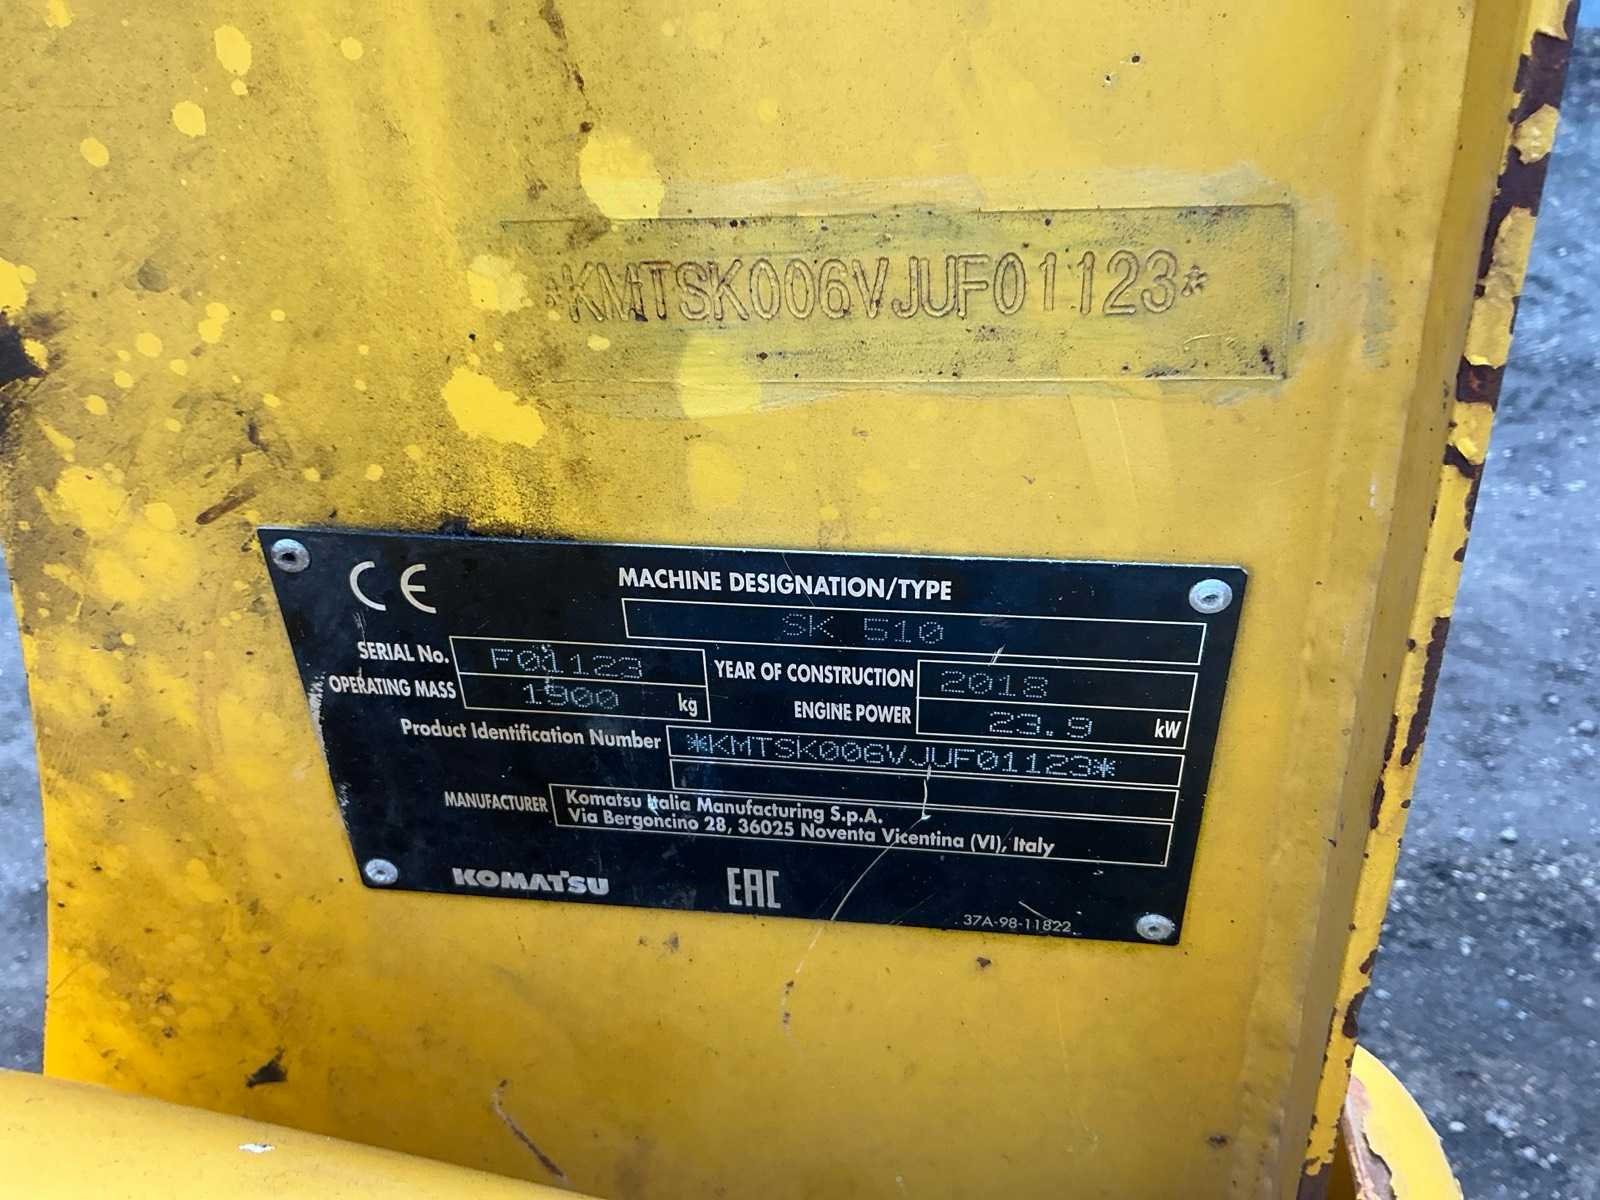 *KMTSK006VJUF01123*
CE
MACHINE DESIGNATION/TYPE
SK 510
SERIAL No. F01123
YEAR OF CONSTRUCTION 2018
OPERATING MASS 1900 kg
ENGINE POWER 23.9 kW
Product Identification Number *KMTSK006VJUF01123*
MANUFACTURER Komatsu Italia Manufacturing S.p.A.
Via Bergoncino 28, 36025 Noventa Vicentina (VI), Italy
KOMATSU
EAC
37A-98-11822